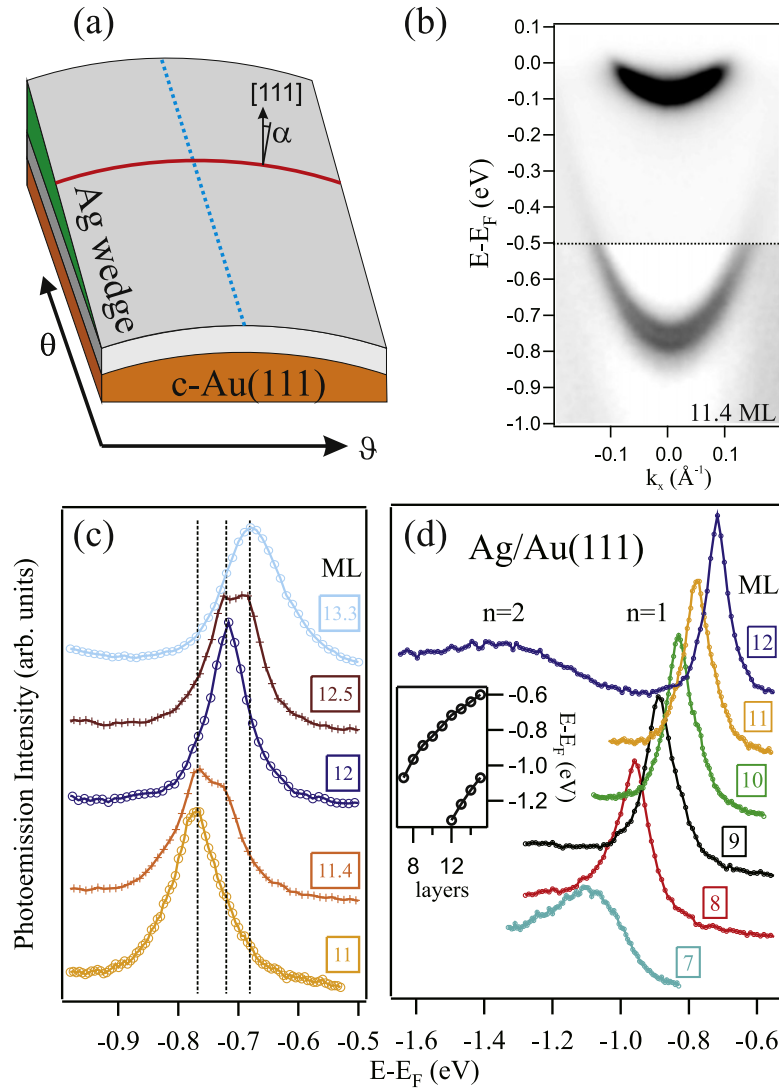 (a)
[111]
α
Ag wedge
θ
c-Au(111)
ϑ
(b)
0.1
0.0
-0.1
-0.2
-0.3
-0.4
-0.5
-0.6
-0.7
-0.8
-0.9
-1.0
E-E_F (eV)
11.4 ML
-0.1 0.0 0.1
k_x (Å⁻¹)
(c)
ML
13.3
12.5
12
11.4
11
Photoemission Intensity (arb. units)
-0.9 -0.8 -0.7 -0.6 -0.5
(d)
Ag/Au(111)
ML
n=2
n=1
12
11
10
9
8
7
-0.6
-0.8
-1.0
-1.2
E-E_F (eV)
8 12
layers
-1.6 -1.4 -1.2 -1.0 -0.8 -0.6
E-E_F (eV)